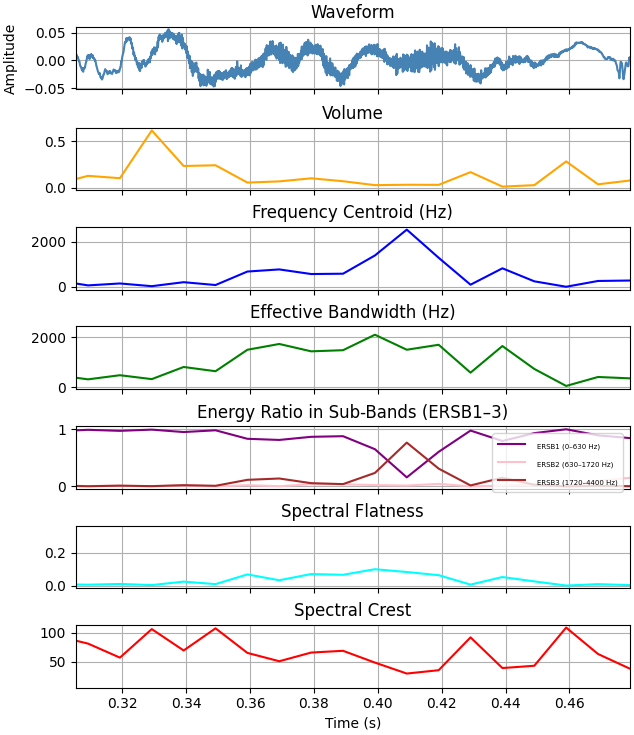 Waveform
Amplitude
0.05
0.00
−0.05
Volume
0.5
0.0
Frequency Centroid (Hz)
2000
0
Effective Bandwidth (Hz)
2000
0
Energy Ratio in Sub-Bands (ERSB1–3)
1
0
ERSB1 (0–630 Hz)
ERSB2 (630–1720 Hz)
ERSB3 (1720–4400 Hz)
Spectral Flatness
0.2
0.0
Spectral Crest
100
50
0.32 0.34 0.36 0.38 0.40 0.42 0.44 0.46
Time (s)